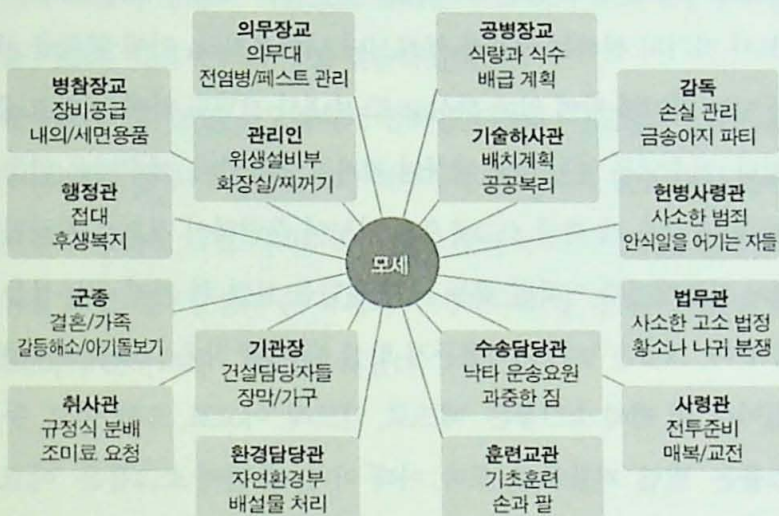 의무장교
의무대
전염병/페스트 관리
공병장교
식량과 식수
배급 계획
병참장교
장비공급
내의/세면용품
관리인
위생설비부
화장실/찌꺼기
기술하사관
배치계획
공공복리
감독
손실 관리
금송아지 파티
행정관
접대
후생복지
헌병사령관
사소한 범죄
안식일을 어기는 자들
모세
군종
결혼/가족
갈등해소/아기돌보기
기관장
건설담당자들
장막/가구
수송담당관
낙타 운송요원
과중한 짐
법무관
사소한 고소 법정
황소나 나귀 분쟁
취사관
규정식 분배
조미료 요청
환경담당관
자연환경부
배설물 처리
훈련교관
기초훈련
손과 팔
사령관
전투준비
매복/교전